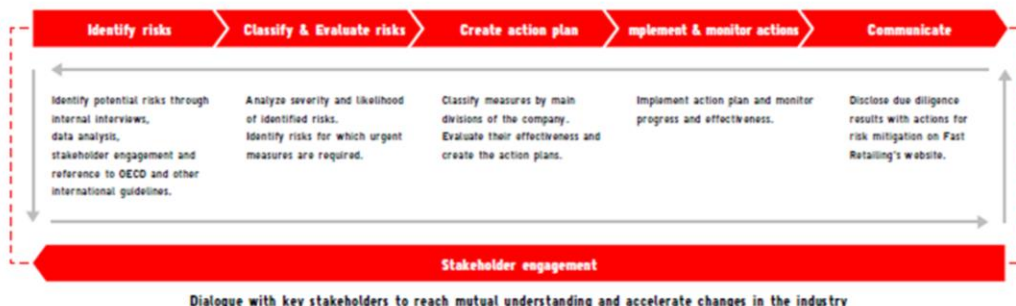 Identify risks
Classify & Evaluate risks
Create action plan
mplement & monitor actions
Communicate
Identify potential risks through
internal interviews,
data analysis,
stakeholder engagement and
reference to OECD and other
international guidelines.
Analyze severity and likelihood
of identified risks.
Identify risks for which urgent
measures are required.
Classify measures by main
divisions of the company.
Evaluate their effectiveness and
create the action plans.
Implement action plan and monitor
progress and effectiveness.
Disclose due diligence
results with actions for
risk mitigation on Fast
Retailing's website.
Stakeholder engagement
Dialogue with key stakeholders to reach mutual understanding and accelerate changes in the industry